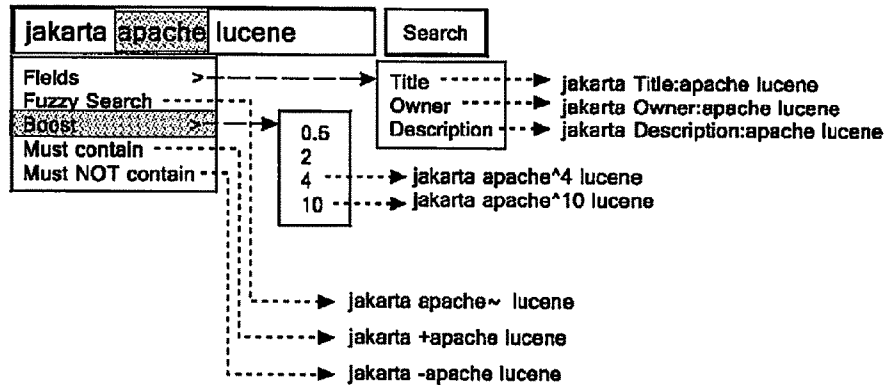 jakarta apache lucene
Search
Fields >
Fuzzy Search
Boost >
Must contain
Must NOT contain
Title
Owner
Description
jakarta Title:apache lucene
jakarta Owner:apache lucene
jakarta Description:apache lucene
0.5
2
4
10
jakarta apache^4 lucene
jakarta apache^10 lucene
jakarta apache~ lucene
jakarta +apache lucene
jakarta -apache lucene